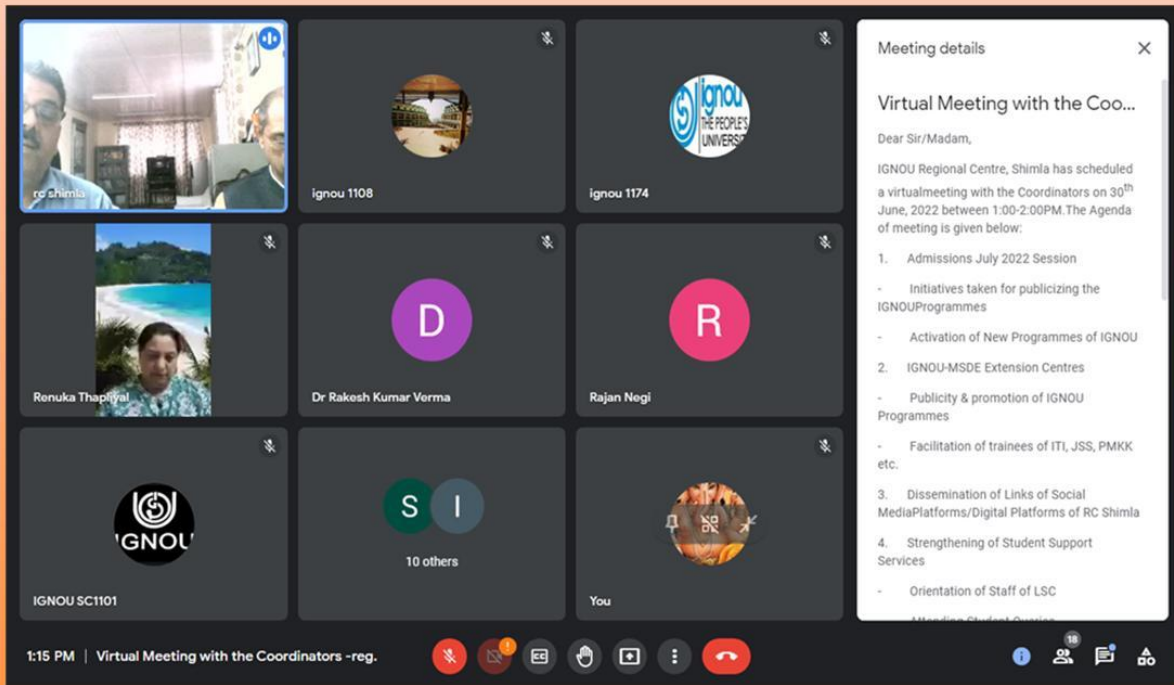 rc shimla
ignou 1108
ignou 1174
ignou
THE PEOPLE'S
UNIVERSI
Renuka Thapliyal
D
Dr Rakesh Kumar Verma
R
Rajan Negi
IGNOU
IGNOU SC1101
S I
10 others
You
Meeting details
Virtual Meeting with the Coo...
Dear Sir/Madam,
IGNOU Regional Centre, Shimla has scheduled
a virtualmeeting with the Coordinators on 30th
June, 2022 between 1:00-2:00PM.The Agenda
of meeting is given below:
1. Admissions July 2022 Session
- Initiatives taken for publicizing the
IGNOUProgrammes
- Activation of New Programmes of IGNOU
2. IGNOU-MSDE Extension Centres
- Publicity & promotion of IGNOU
Programmes
- Facilitation of trainees of ITI, JSS, PMKK
etc.
3. Dissemination of Links of Social
MediaPlatforms/Digital Platforms of RC Shimla
4. Strengthening of Student Support
Services
- Orientation of Staff of LSC
- Attending Student Queries
1:15 PM | Virtual Meeting with the Coordinators -reg.
CC
18